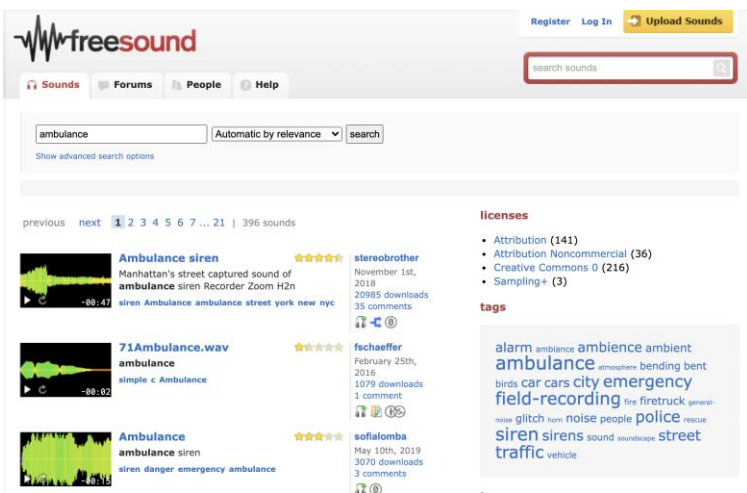 Register Log In Upload Sounds
freesound
search sounds
Sounds Forums People Help
ambulance Automatic by relevance search
Show advanced search options
previous next 1 2 3 4 5 6 7 ... 21 | 396 sounds
Ambulance siren
Manhattan's street captured sound of
ambulance siren Recorder Zoom H2n
siren Ambulance ambulance street york new nyc
-00:47
stereobrother
November 1st,
2018
20985 downloads
35 comments
71Ambulance.wav
ambulance
simple c Ambulance
-00:02
fschaeffer
February 25th,
2016
1079 downloads
1 comment
Ambulance
ambulance siren
siren danger emergency ambulance
-00:15
sofialomba
May 10th, 2019
3070 downloads
3 comments
licenses
Attribution (141)
Attribution Noncommercial (36)
Creative Commons 0 (216)
Sampling+ (3)
tags
alarm ambiance ambience ambient
ambulance atmosphere bending bent
birds car cars city emergency
field-recording fire firetruck general-
noise glitch horn noise people police rescue
siren sirens sound soundscape street
traffic vehicle